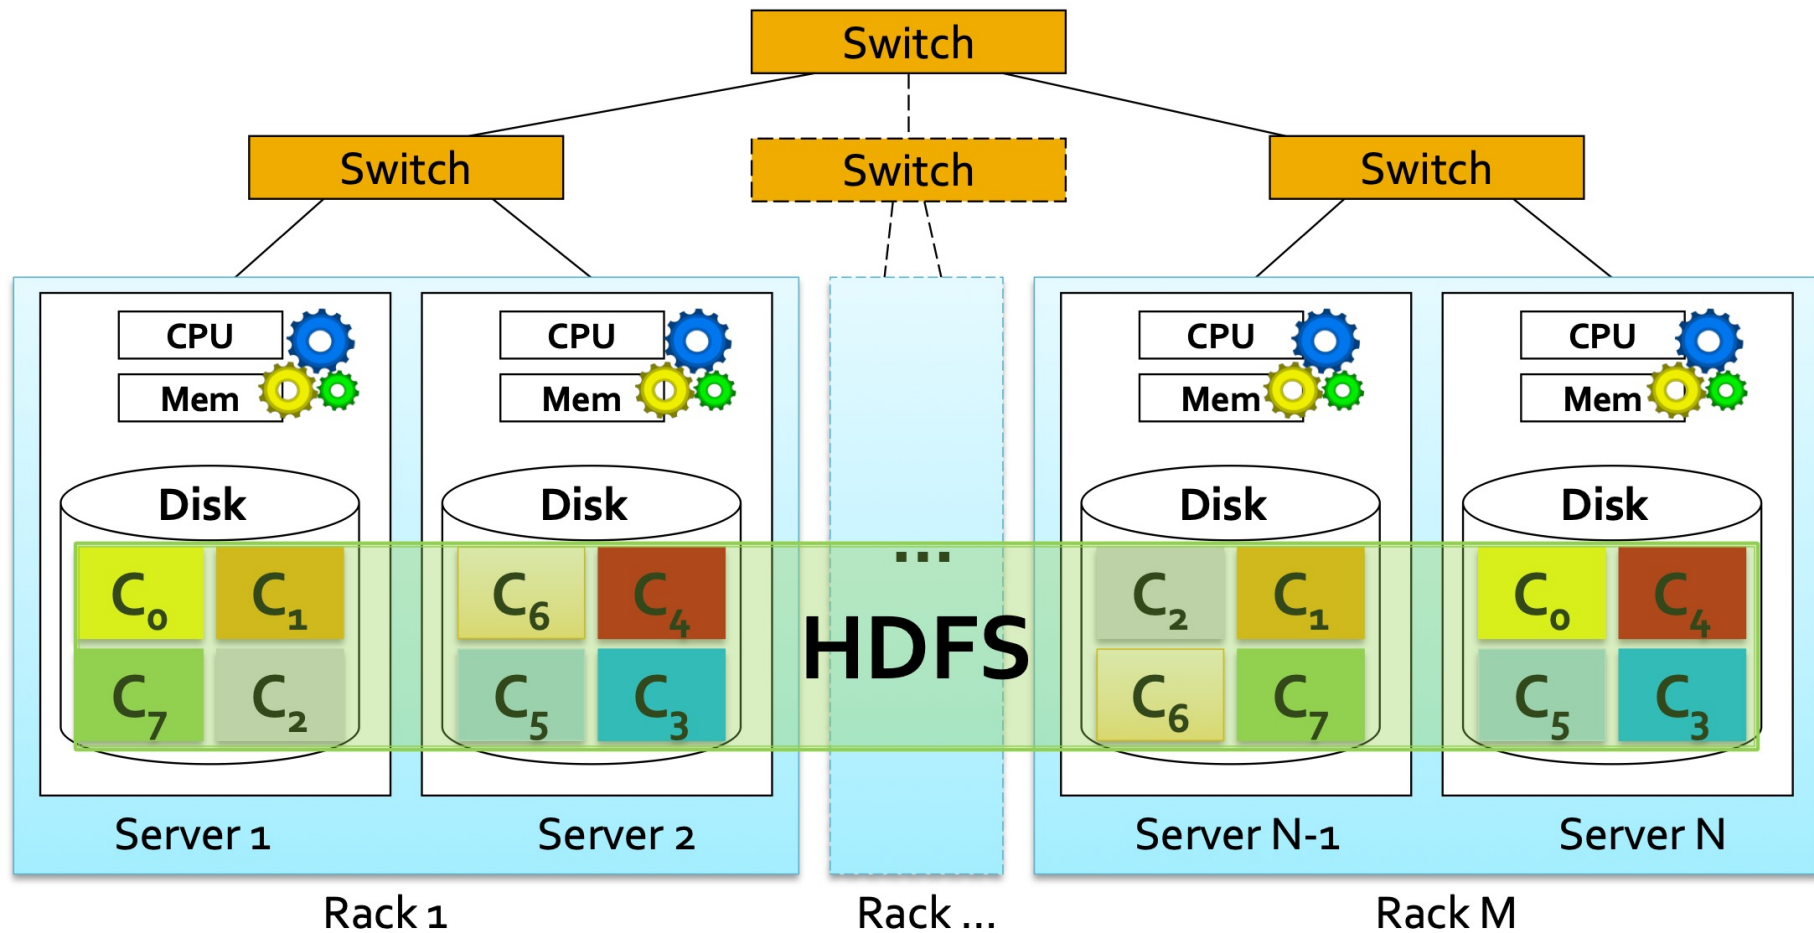 Switch
Switch Switch Switch
CPU CPU CPU CPU
Mem Mem Mem Mem
Disk Disk Disk Disk
...
C0 C1 C6 C4 C2 C1 C0 C4
HDFS
C7 C2 C5 C3 C6 C7 C5 C3
Server 1 Server 2 Server N-1 Server N
Rack 1 Rack ... Rack M